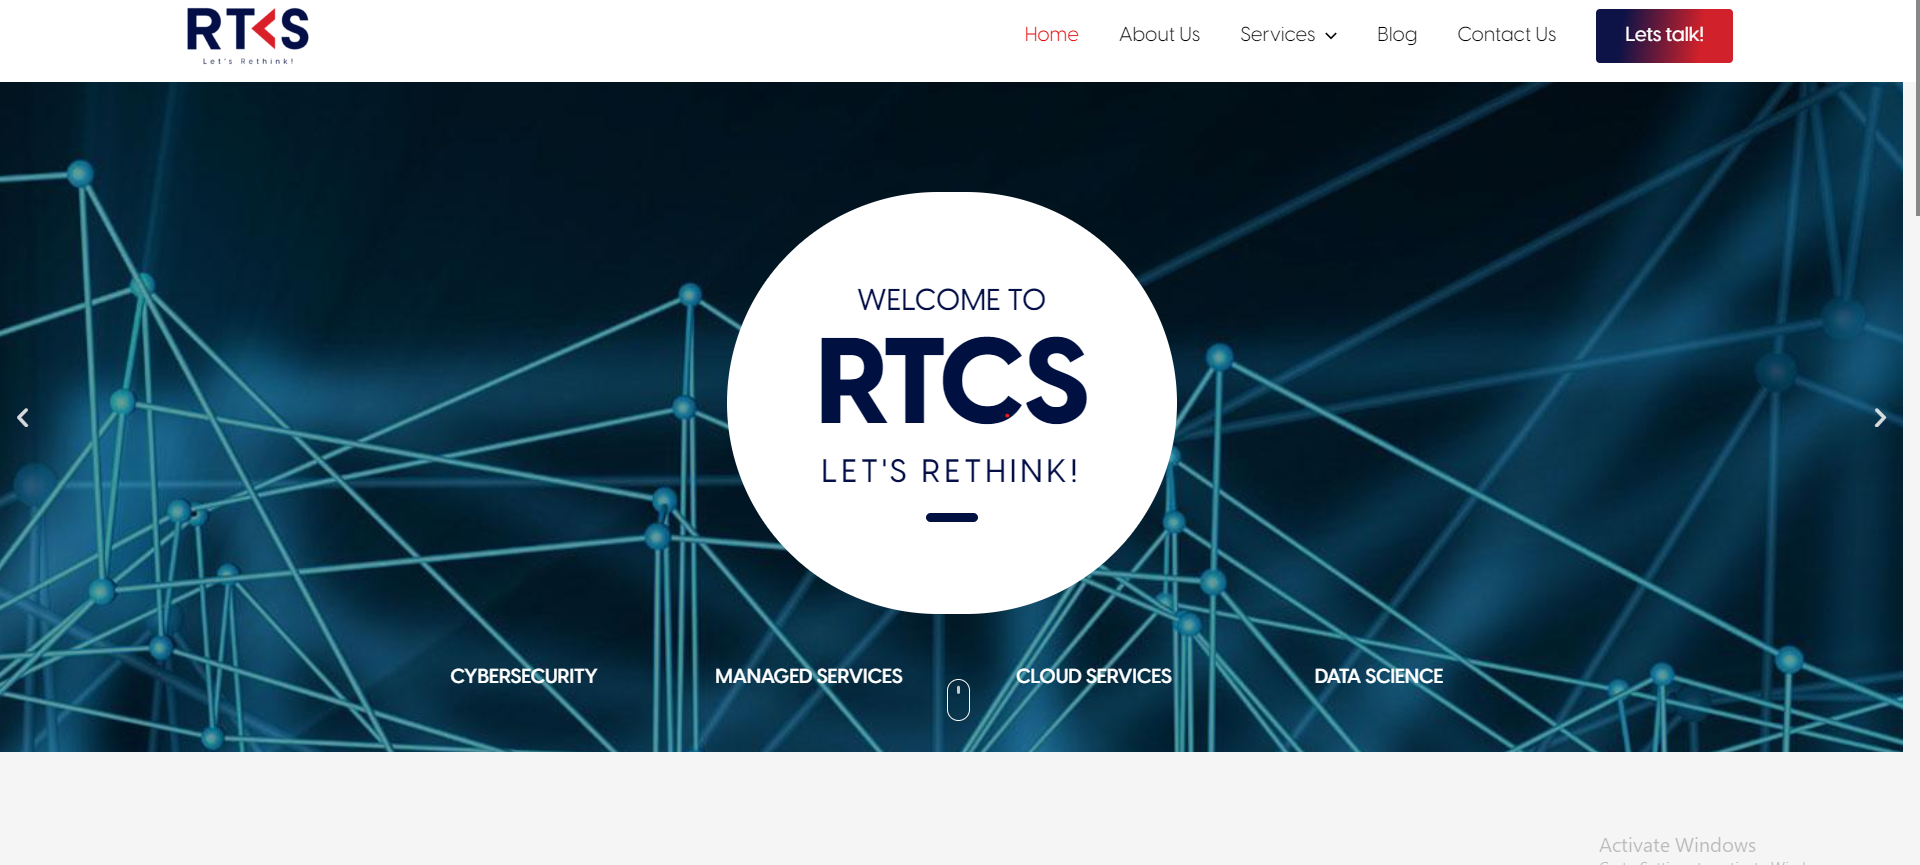 RTCS
Let's Rethink!
Home About Us Services Blog Contact Us Lets talk!
WELCOME TO
RTCS
LET'S RETHINK!
CYBERSECURITY MANAGED SERVICES CLOUD SERVICES DATA SCIENCE
Activate Windows